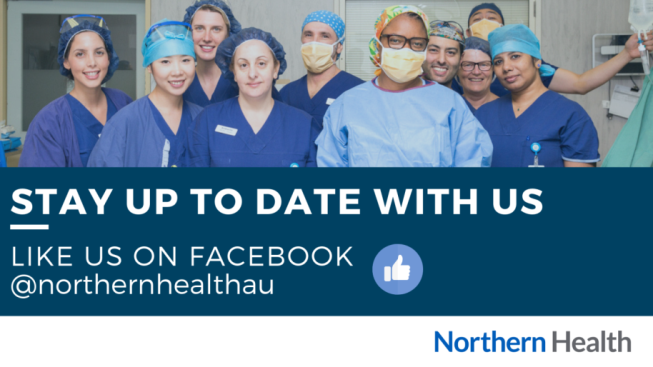 STAY UP TO DATE WITH US
LIKE US ON FACEBOOK
@northernhealthau
Northern Health